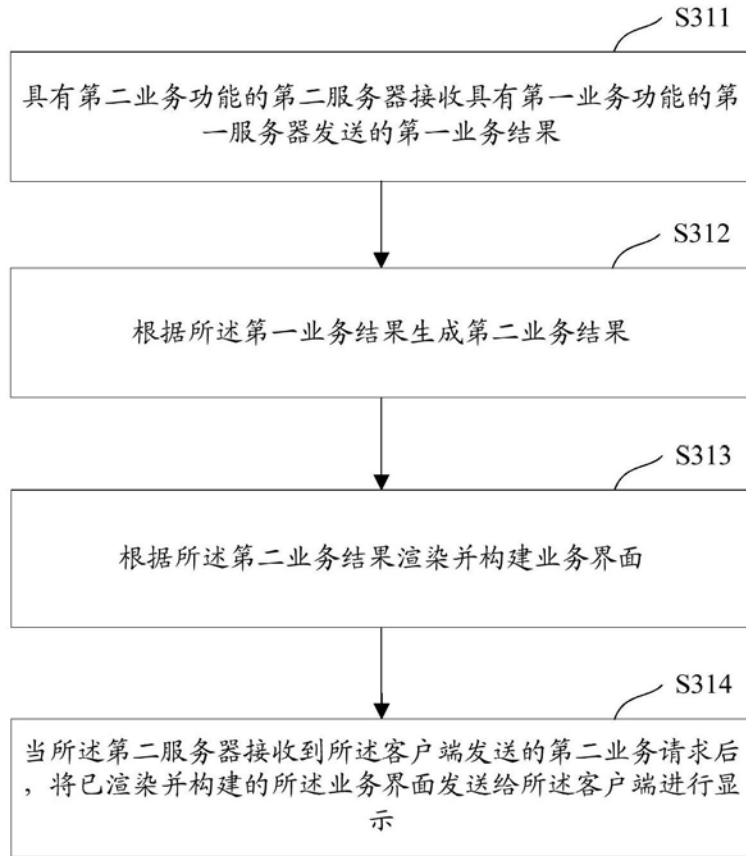 S311
具有第二业务功能的第二服务器接收具有第一业务功能的第
一服务器发送的第一业务结果
S312
根据所述第一业务结果生成第二业务结果
S313
根据所述第二业务结果渲染并构建业务界面
S314
当所述第二服务器接收到所述客户端发送的第二业务请求后
，将已渲染并构建的所述业务界面发送给所述客户端进行显
示